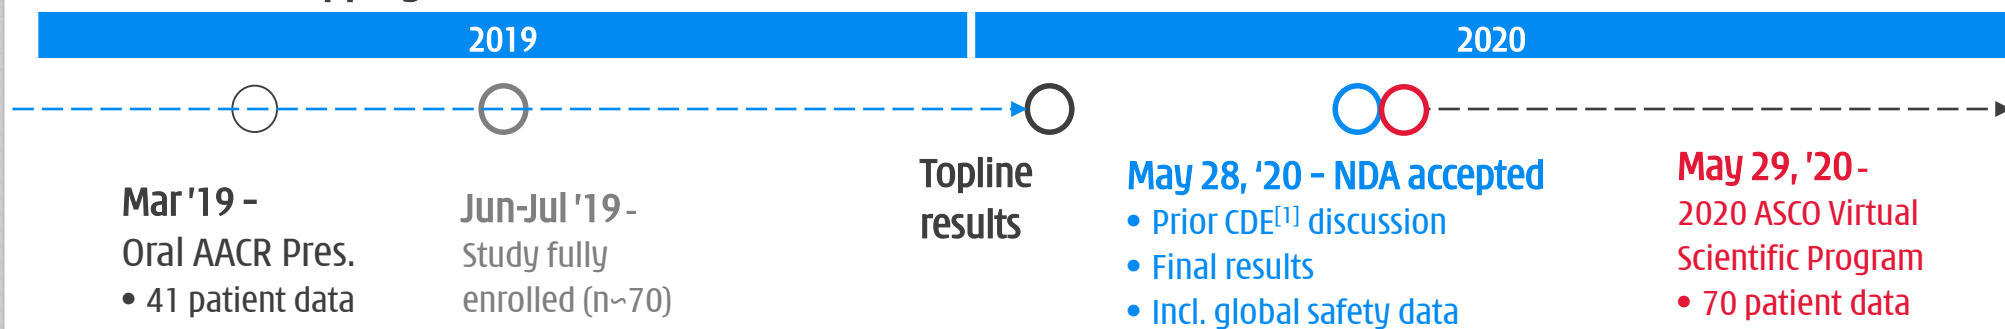 2019
2020
Mar '19 –
Oral AACR Pres.
• 41 patient data
Jun-Jul '19 -
Study fully
enrolled (n~70)
Topline
results
May 28, ‘20 – NDA accepted
• Prior CDE[1] discussion
• Final results
• Incl. global safety data
May 29, '20 -
2020 ASCO Virtual
Scientific Program
• 70 patient data